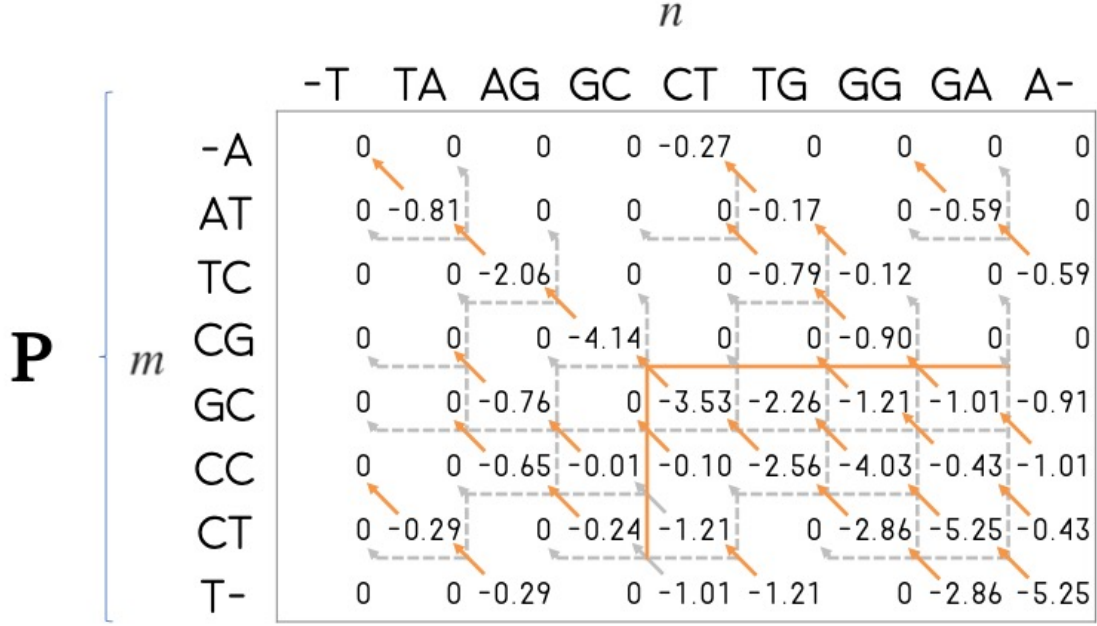 n
-T TA AG GC CT TG GG GA A-
-A 0 0 0 0 -0.27 0 0 0 0
AT 0 -0.81 0 0 0 -0.17 0 -0.59 0
TC 0 0 -2.06 0 0 -0.79 -0.12 0 -0.59
CG 0 0 0 -4.14 0 0 -0.90 0 0
GC 0 0 -0.76 0 -3.53 -2.26 -1.21 -1.01 -0.91
CC 0 0 -0.65 -0.01 -0.10 -2.56 -4.03 -0.43 -1.01
CT 0 -0.29 0 -0.24 -1.21 0 -2.86 -5.25 -0.43
T- 0 0 -0.29 0 -1.01 -1.21 0 -2.86 -5.25
P
m